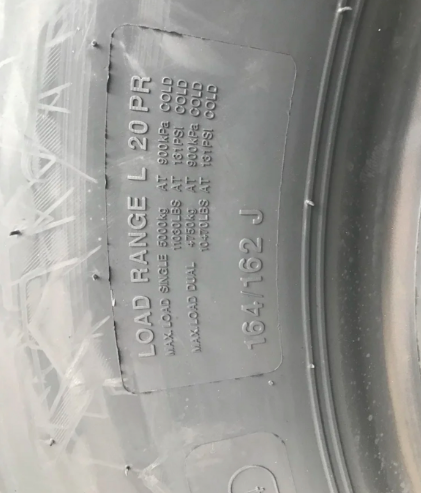 LOAD RANGE L 20 PR
MAX.LOAD SINGLE 5000kg AT 900kPa COLD
11030LBS AT 131PSI COLD
MAX.LOAD DUAL 4750kg AT 900kPa COLD
10470LBS AT 131PSI COLD
164/162 J